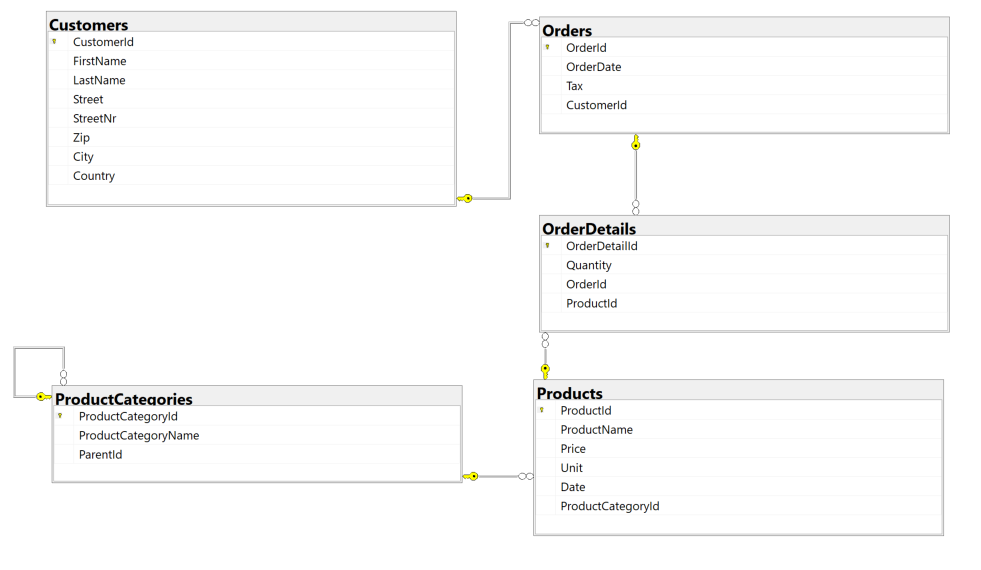 Customers
CustomerId
FirstName
LastName
Street
StreetNr
Zip
City
Country
Orders
OrderId
OrderDate
Tax
CustomerId
OrderDetails
OrderDetailId
Quantity
OrderId
ProductId
ProductCategories
ProductCategoryId
ProductCategoryName
ParentId
Products
ProductId
ProductName
Price
Unit
Date
ProductCategoryId